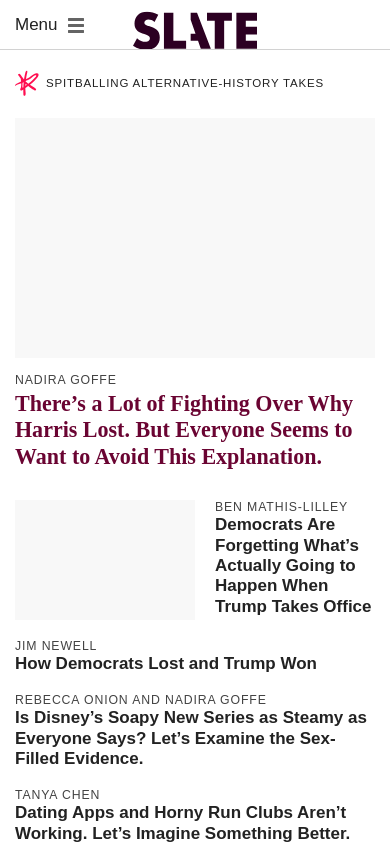 Menu
SLATE
SPITBALLING ALTERNATIVE-HISTORY TAKES
NADIRA GOFFE
There’s a Lot of Fighting Over Why
Harris Lost. But Everyone Seems to
Want to Avoid This Explanation.
BEN MATHIS-LILLEY
Democrats Are
Forgetting What’s
Actually Going to
Happen When
Trump Takes Office
JIM NEWELL
How Democrats Lost and Trump Won
REBECCA ONION AND NADIRA GOFFE
Is Disney’s Soapy New Series as Steamy as
Everyone Says? Let’s Examine the Sex-
Filled Evidence.
TANYA CHEN
Dating Apps and Horny Run Clubs Aren’t
Working. Let’s Imagine Something Better.